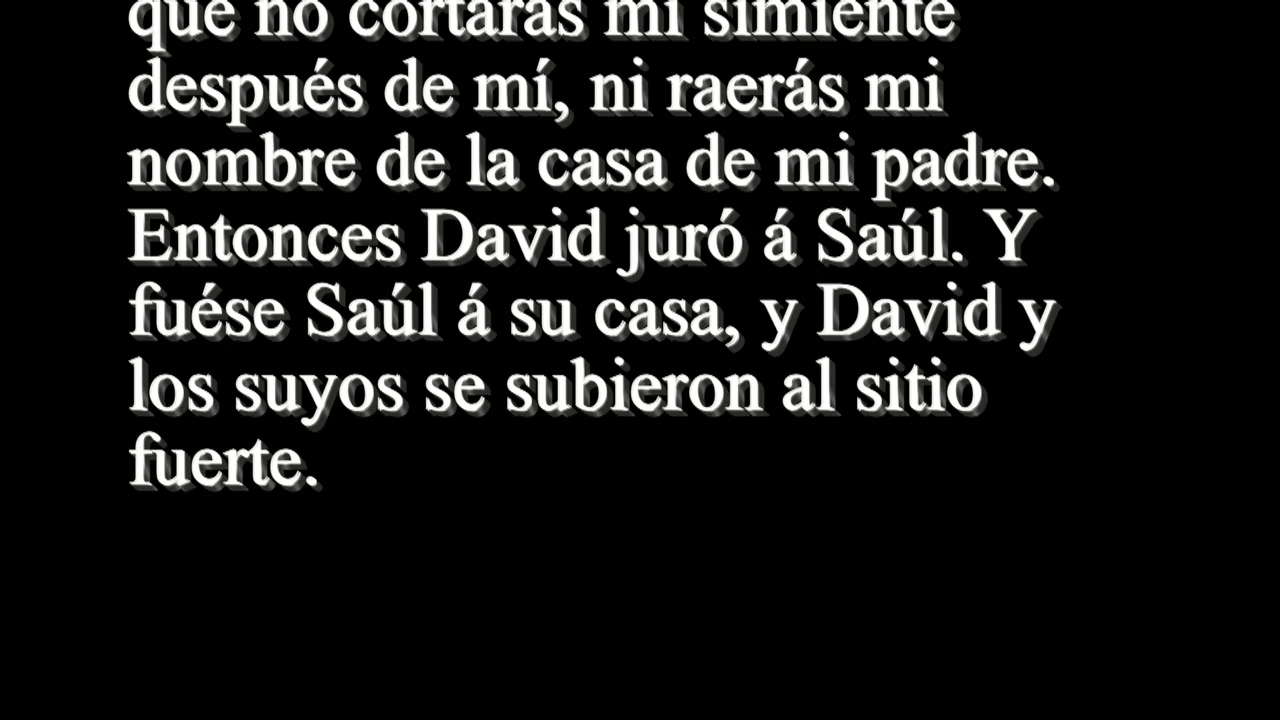 que no cortarás mi simiente
después de mí, ni raerás mi
nombre de la casa de mi padre.
Entonces David juró á Saúl. Y
fuése Saúl á su casa, y David y
los suyos se subieron al sitio
fuerte.